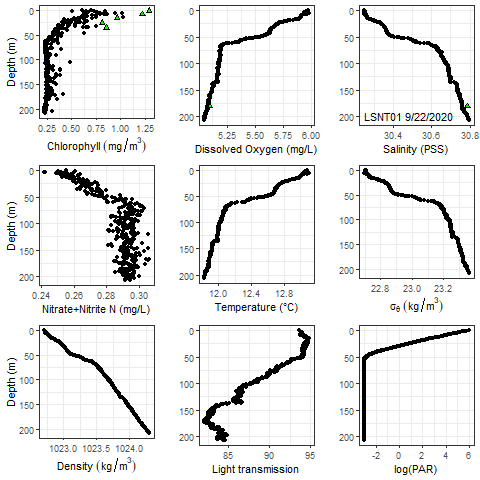 Depth (m)
0
50
100
150
200
0.25 0.50 0.75 1.00 1.25
Chlorophyll (mg/m³)
0
50
100
150
200
5.25 5.50 5.75 6.00
Dissolved Oxygen (mg/L)
0
50
100
150
200
LSNT01 9/22/2020
30.4 30.6 30.8
Salinity (PSS)
Depth (m)
0
50
100
150
200
0.24 0.26 0.28 0.30
Nitrate+Nitrite N (mg/L)
0
50
100
150
200
12.0 12.4 12.8
Temperature (°C)
0
50
100
150
200
22.8 23.0 23.2
σθ (kg/m³)
Depth (m)
0
50
100
150
200
1023.0 1023.5 1024.0
Density (kg/m³)
0
50
100
150
200
85 90 95
Light transmission
0
50
100
150
200
-2 0 2 4 6
log(PAR)